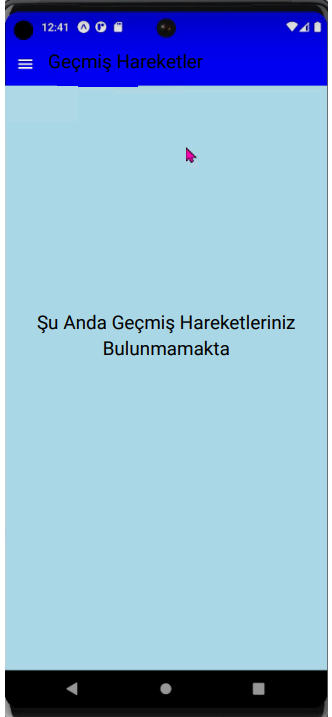 12:41
Geçmiş Hareketler
Şu Anda Geçmiş Hareketleriniz
Bulunmamakta